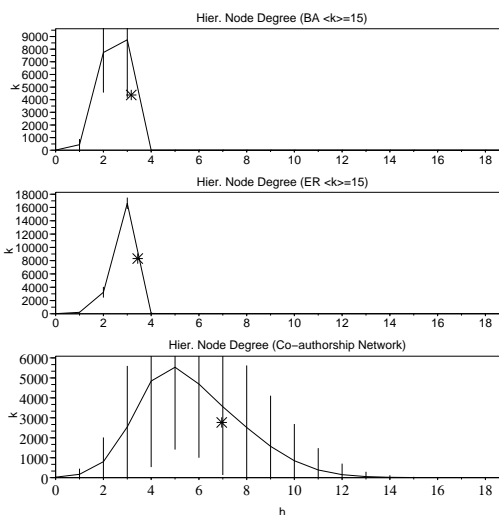 Hier. Node Degree (BA <k>=15)
9000
8000
7000
6000
5000
4000
3000
2000
1000
0
k
0 2 4 6 8 10 12 14 16 18
Hier. Node Degree (ER <k>=15)
18000
16000
14000
12000
10000
8000
6000
4000
2000
0
k
0 2 4 6 8 10 12 14 16 18
Hier. Node Degree (Co-authorship Network)
6000
5000
4000
3000
2000
1000
0
k
0 2 4 6 8 10 12 14 16 18
h